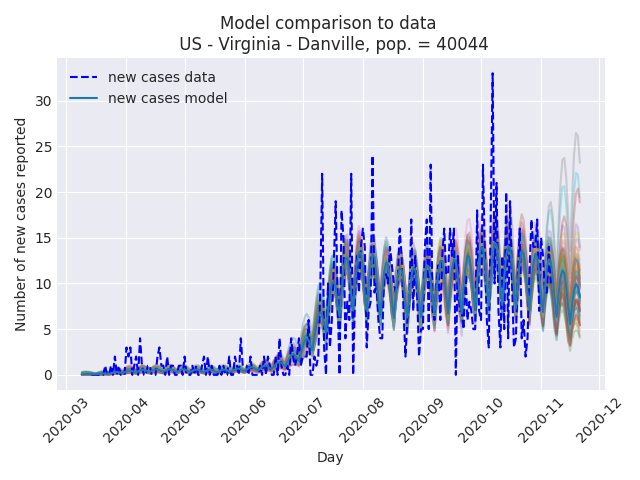 Model comparison to data
US - Virginia - Danville, pop. = 40044
new cases data
new cases model
Number of new cases reported
30
25
20
15
10
5
0
2020-03
2020-04
2020-05
2020-06
2020-07
2020-08
2020-09
2020-10
2020-11
2020-12
Day